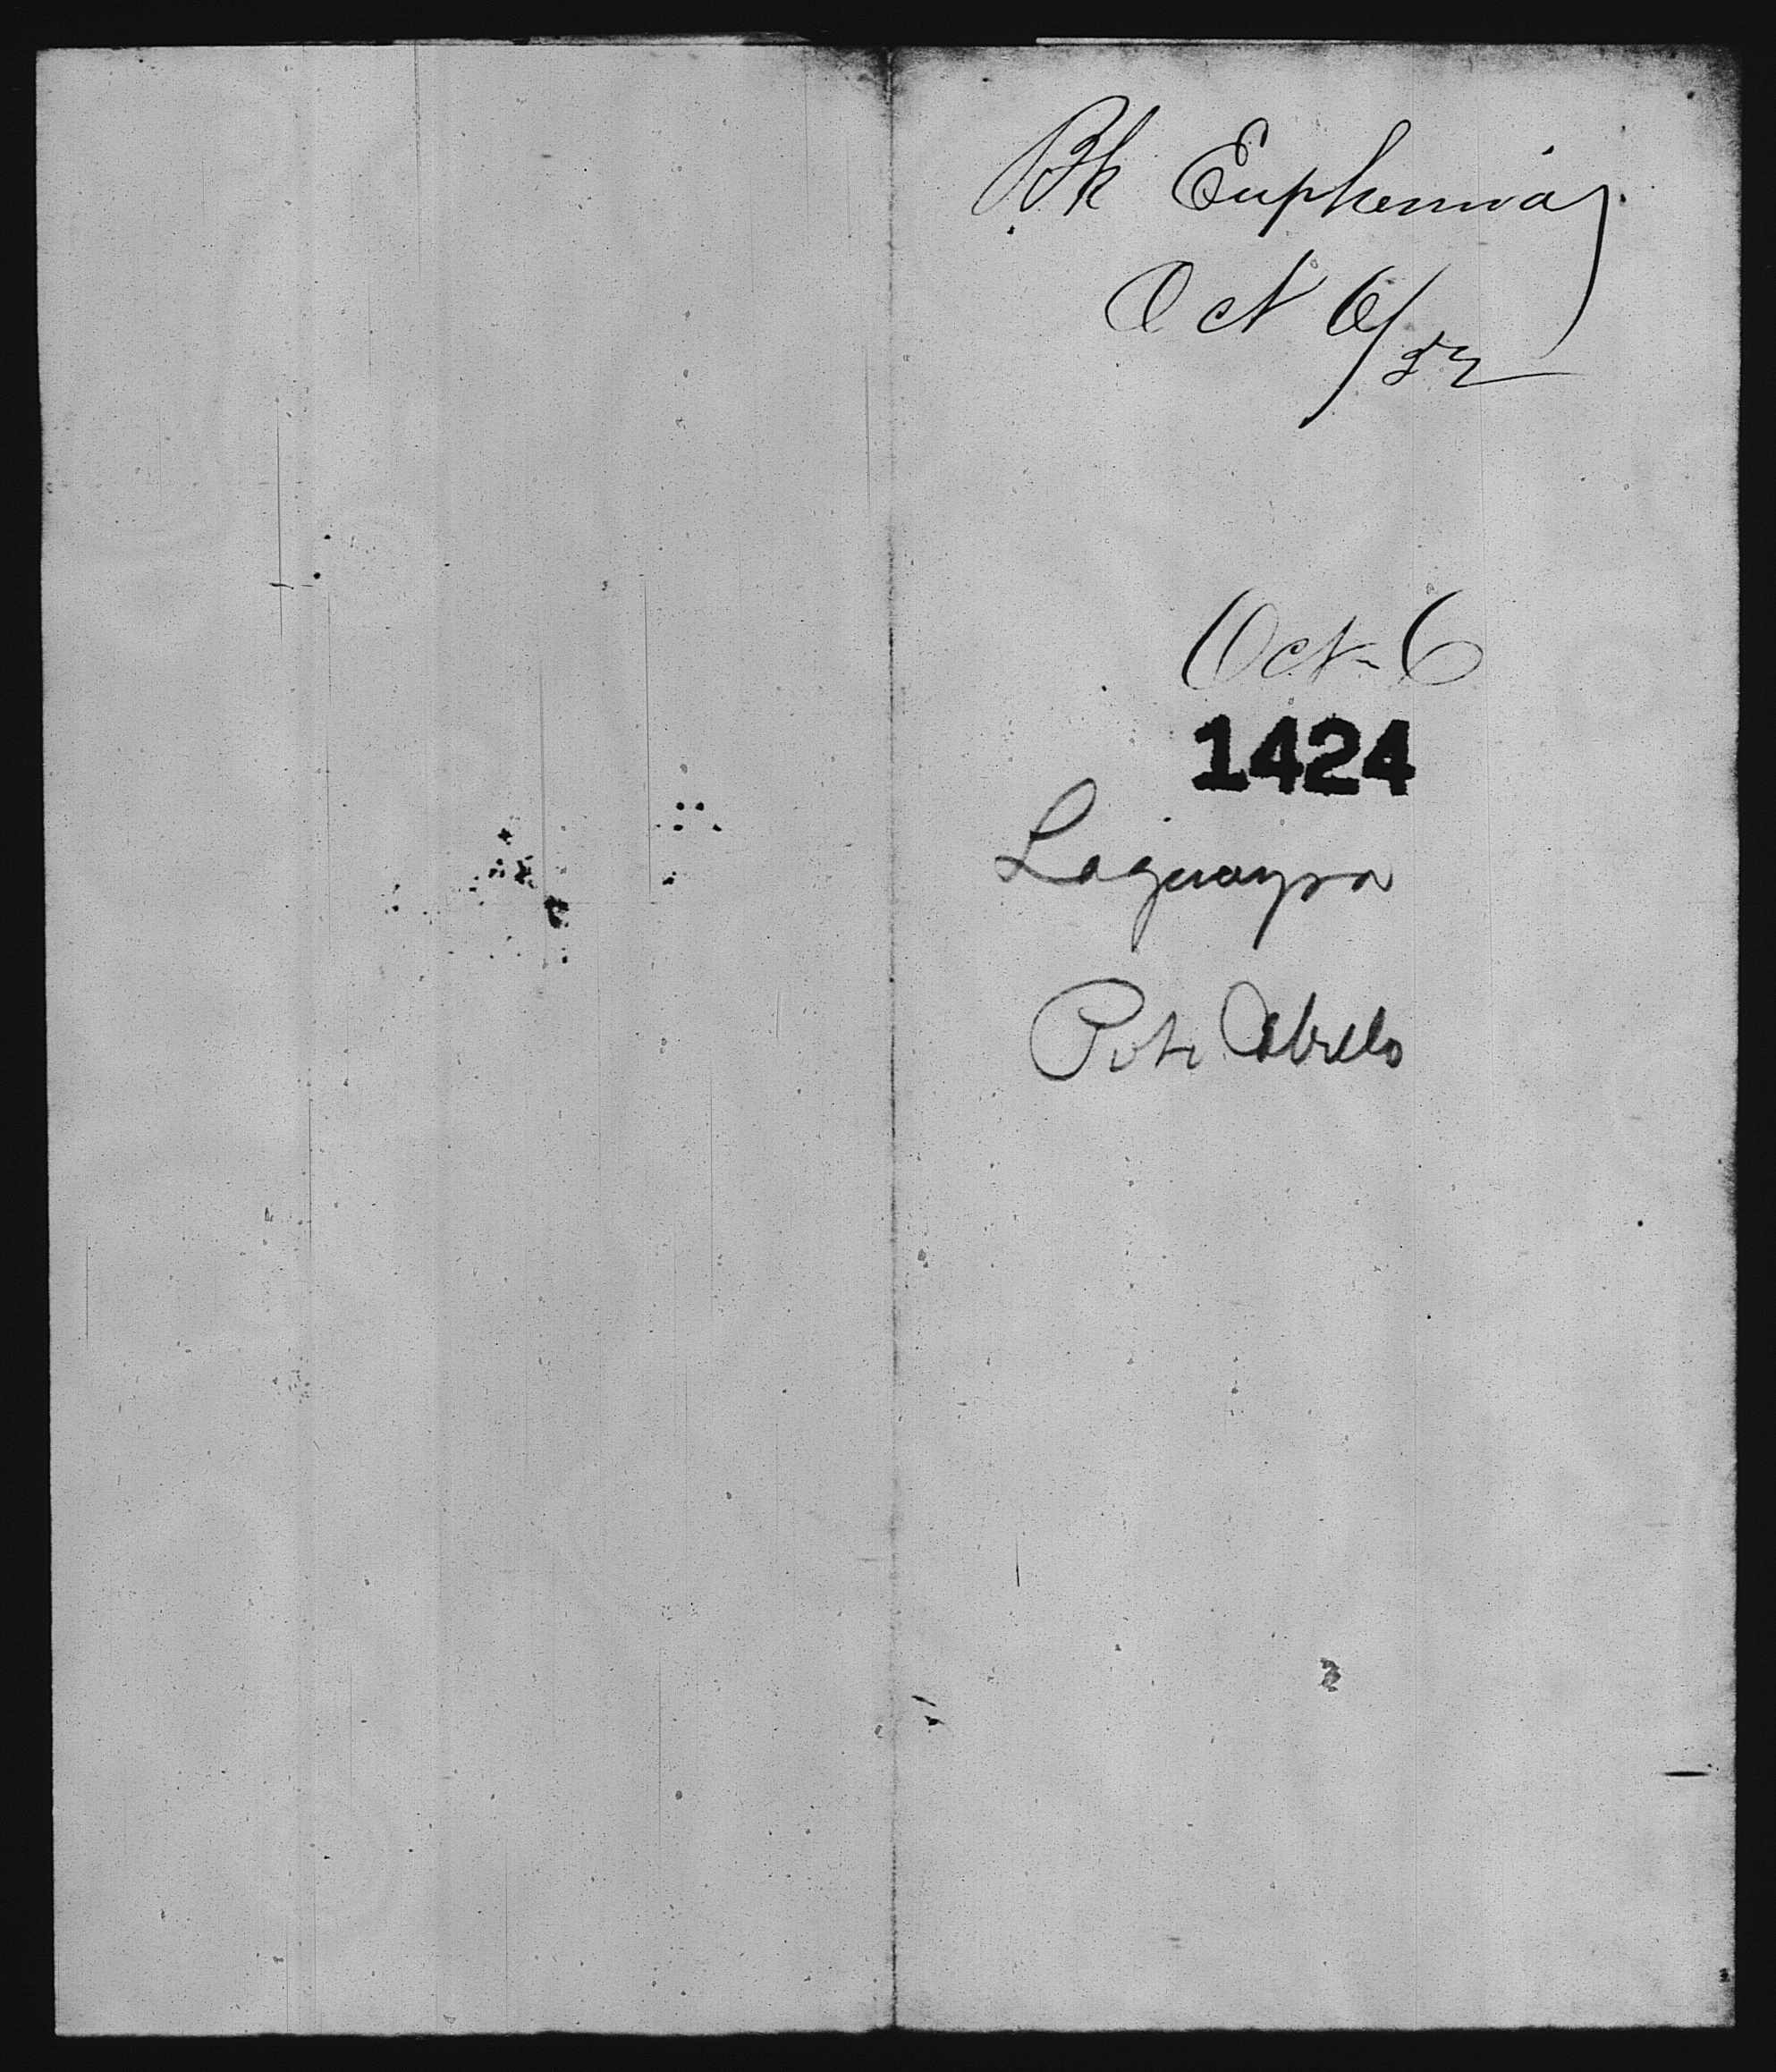 Bk Euphemia
Oct 6/52
Oct 6
1424
Laguayra
Pto Cabello